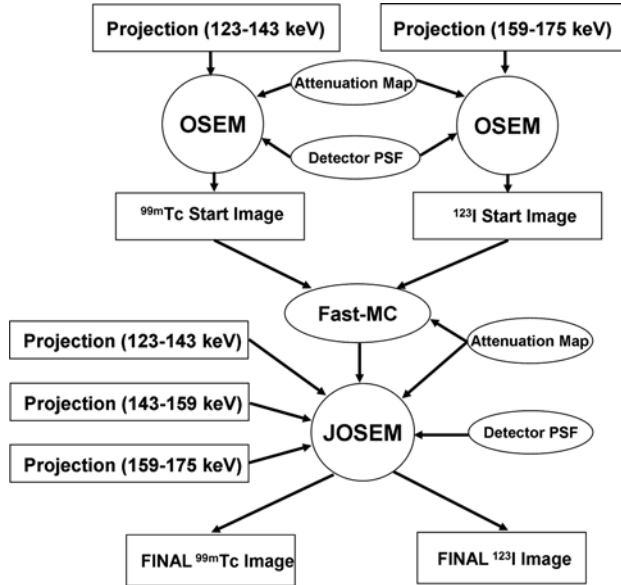 Projection (123-143 keV)
Projection (159-175 keV)
Attenuation Map
OSEM
OSEM
Detector PSF
⁹⁹ᵐTc Start Image
¹²³I Start Image
Fast-MC
Projection (123-143 keV)
Attenuation Map
Projection (143-159 keV)
JOSEM
Detector PSF
Projection (159-175 keV)
FINAL ⁹⁹ᵐTc Image
FINAL ¹²³I Image